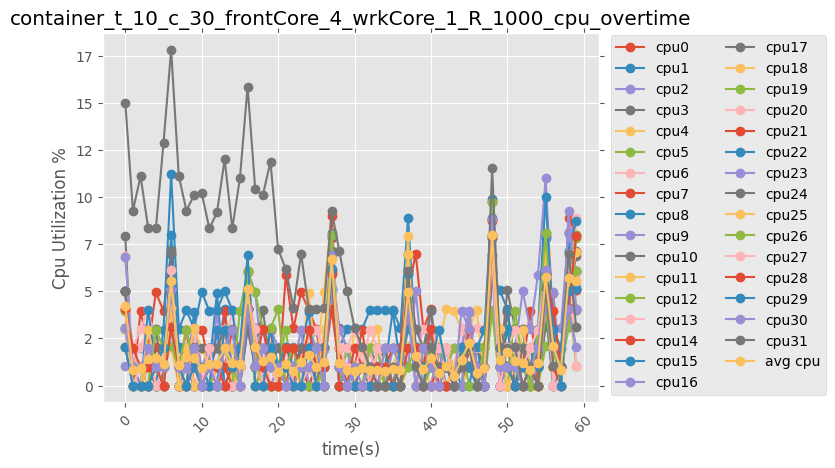 container_t_10_c_30_frontCore_4_wrkCore_1_R_1000_cpu_overtime
Cpu Utilization %
17
15
12
10
7
5
2
0
0
10
20
30
40
50
60
time(s)
cpu0
cpu1
cpu2
cpu3
cpu4
cpu5
cpu6
cpu7
cpu8
cpu9
cpu10
cpu11
cpu12
cpu13
cpu14
cpu15
cpu16
cpu17
cpu18
cpu19
cpu20
cpu21
cpu22
cpu23
cpu24
cpu25
cpu26
cpu27
cpu28
cpu29
cpu30
cpu31
avg cpu